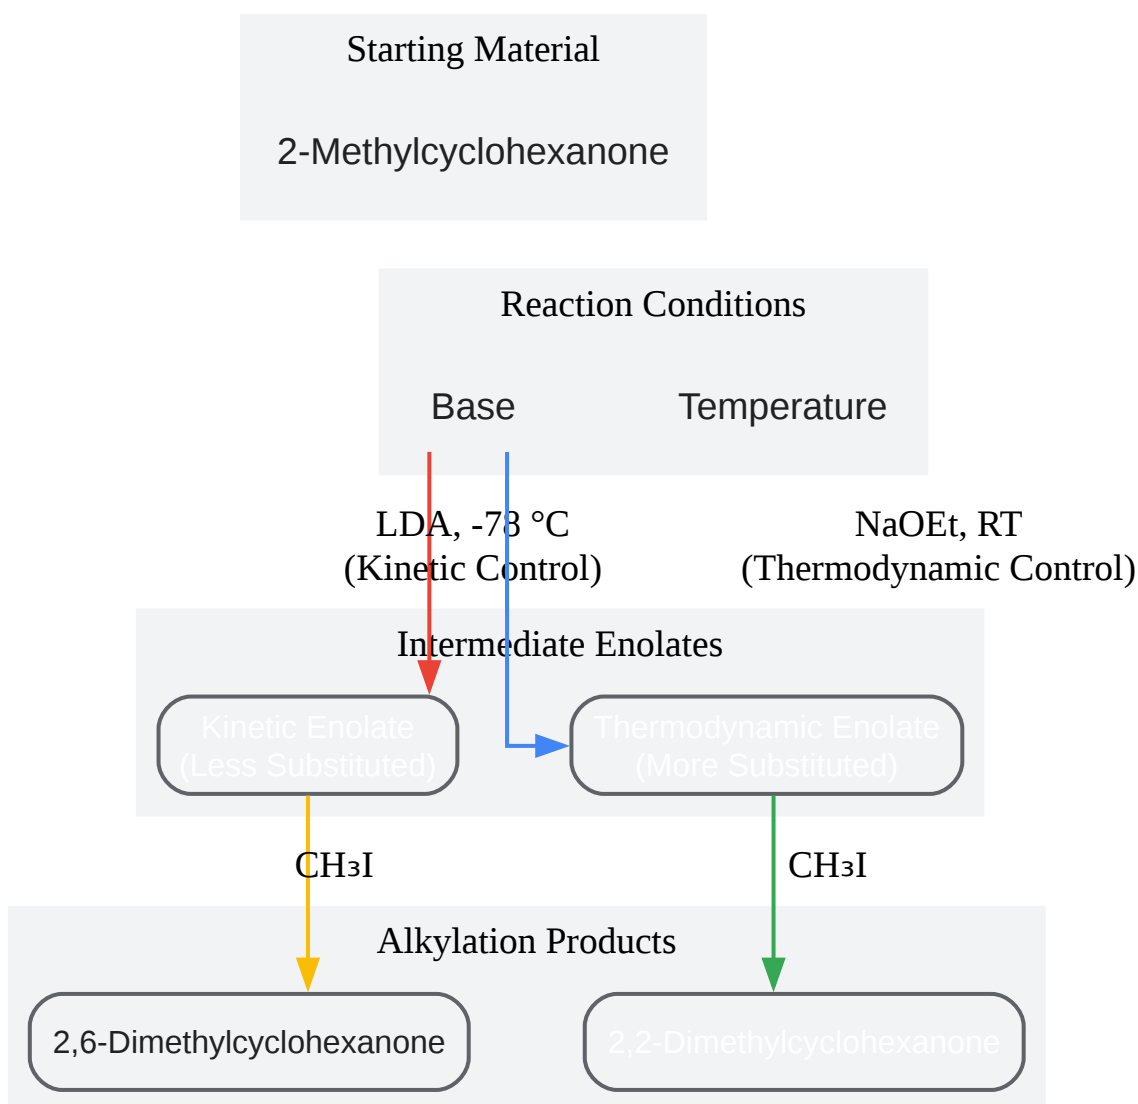 Starting Material
2-Methylcyclohexanone
Reaction Conditions
Base
Temperature
LDA, -78 °C
(Kinetic Control)
NaOEt, RT
(Thermodynamic Control)
Intermediate Enolates
Kinetic Enolate
(Less Substituted)
Thermodynamic Enolate
(More Substituted)
CH₃I
CH₃I
Alkylation Products
2,6-Dimethylcyclohexanone
2,2-Dimethylcyclohexanone